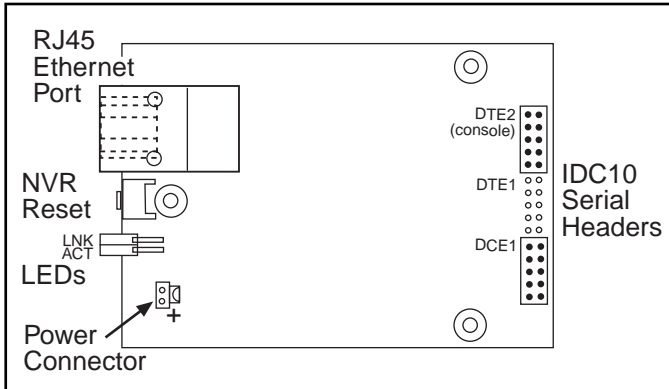 RJ45
Ethernet
Port
NVR
Reset
LNK
ACT
LEDs
Power
Connector
+
DTE2
(console)
DTE1
DCE1
IDC10
Serial
Headers